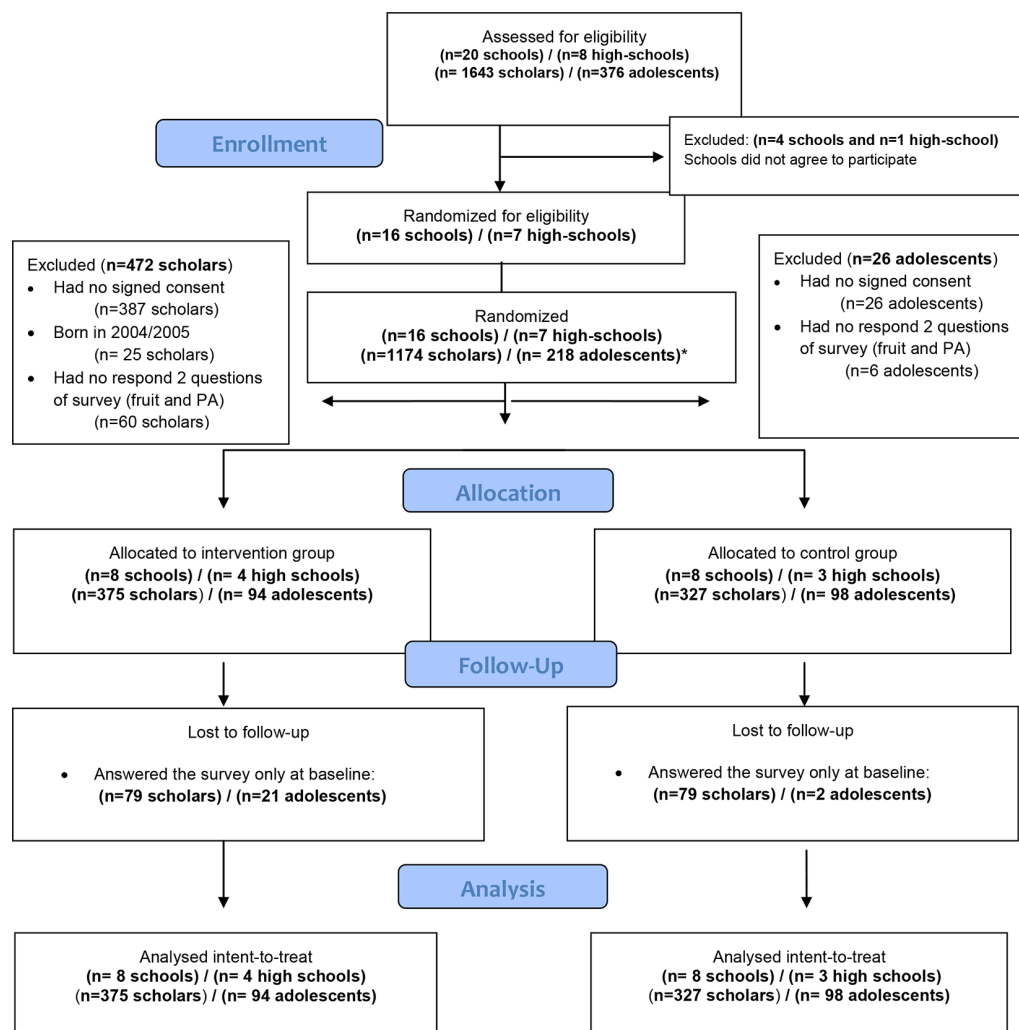 Assessed for eligibility
(n=20 schools) / (n=8 high-schools)
(n= 1643 scholars) / (n=376 adolescents)
Enrollment
Excluded: (n=4 schools and n=1 high-school)
Schools did not agree to participate
Randomized for eligibility
(n=16 schools) / (n=7 high-schools)
Excluded (n=472 scholars)
• Had no signed consent
(n=387 scholars)
• Born in 2004/2005
(n= 25 scholars)
• Had no respond 2 questions
of survey (fruit and PA)
(n=60 scholars)
Excluded (n=26 adolescents)
• Had no signed consent
(n=26 adolescents)
• Had no respond 2 questions
of survey (fruit and PA)
(n=6 adolescents)
Randomized
(n=16 schools) / (n=7 high-schools)
(n=1174 scholars) / (n= 218 adolescents)*
Allocation
Allocated to intervention group
(n=8 schools) / (n= 4 high schools)
(n=375 scholars) / (n= 94 adolescents)
Allocated to control group
(n=8 schools) / (n= 3 high schools)
(n=327 scholars) / (n= 98 adolescents)
Follow-Up
Lost to follow-up
• Answered the survey only at baseline:
(n=79 scholars) / (n=21 adolescents)
Lost to follow-up
• Answered the survey only at baseline:
(n=79 scholars) / (n=2 adolescents)
Analysis
Analysed intent-to-treat
(n= 8 schools) / (n= 4 high schools)
(n=375 scholars) / (n= 94 adolescents)
Analysed intent-to-treat
(n= 8 schools) / (n= 3 high schools)
(n=327 scholars) / (n= 98 adolescents)